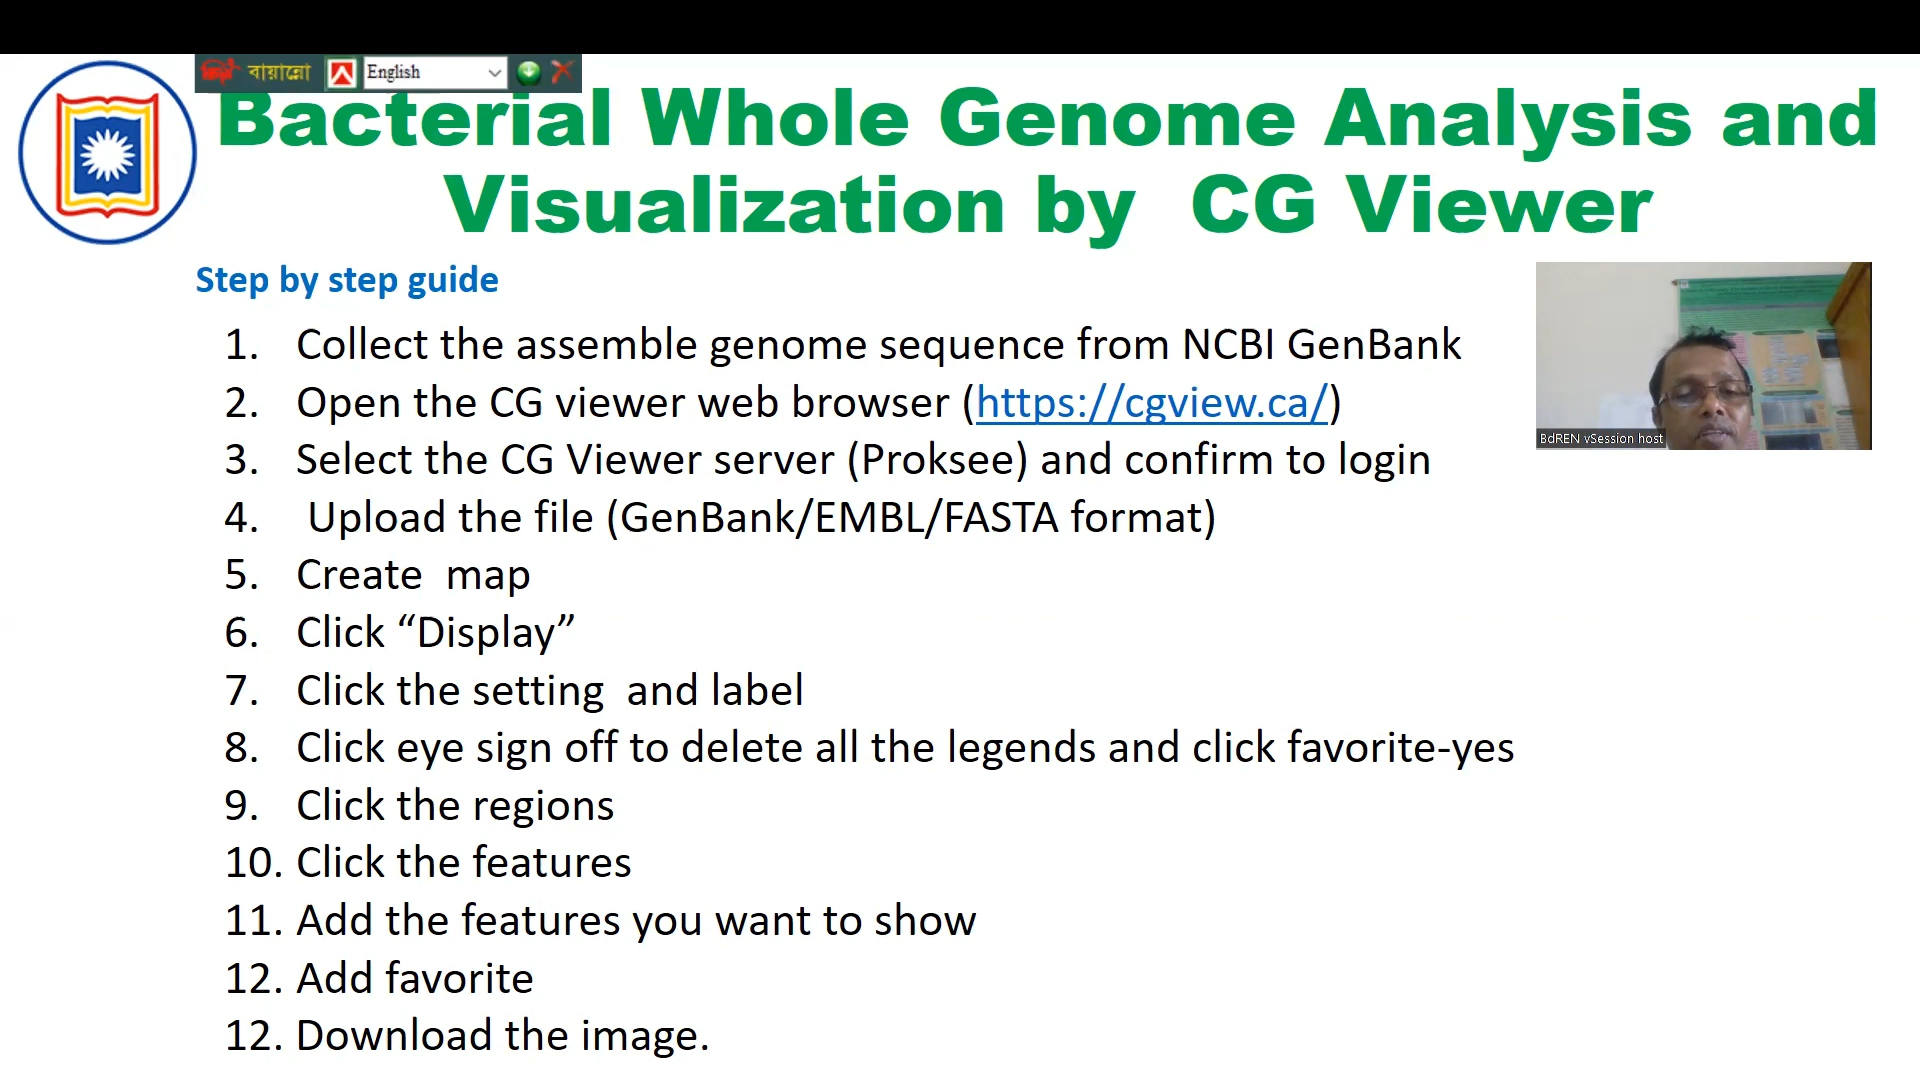 বায়ান্নো English
Bacterial Whole Genome Analysis and
Visualization by CG Viewer
Step by step guide
1. Collect the assemble genome sequence from NCBI GenBank
2. Open the CG viewer web browser (https://cgview.ca/)
3. Select the CG Viewer server (Proksee) and confirm to login
4. Upload the file (GenBank/EMBL/FASTA format)
5. Create map
6. Click “Display”
7. Click the setting and label
8. Click eye sign off to delete all the legends and click favorite-yes
9. Click the regions
10. Click the features
11. Add the features you want to show
12. Add favorite
12. Download the image.
BdREN vSession host